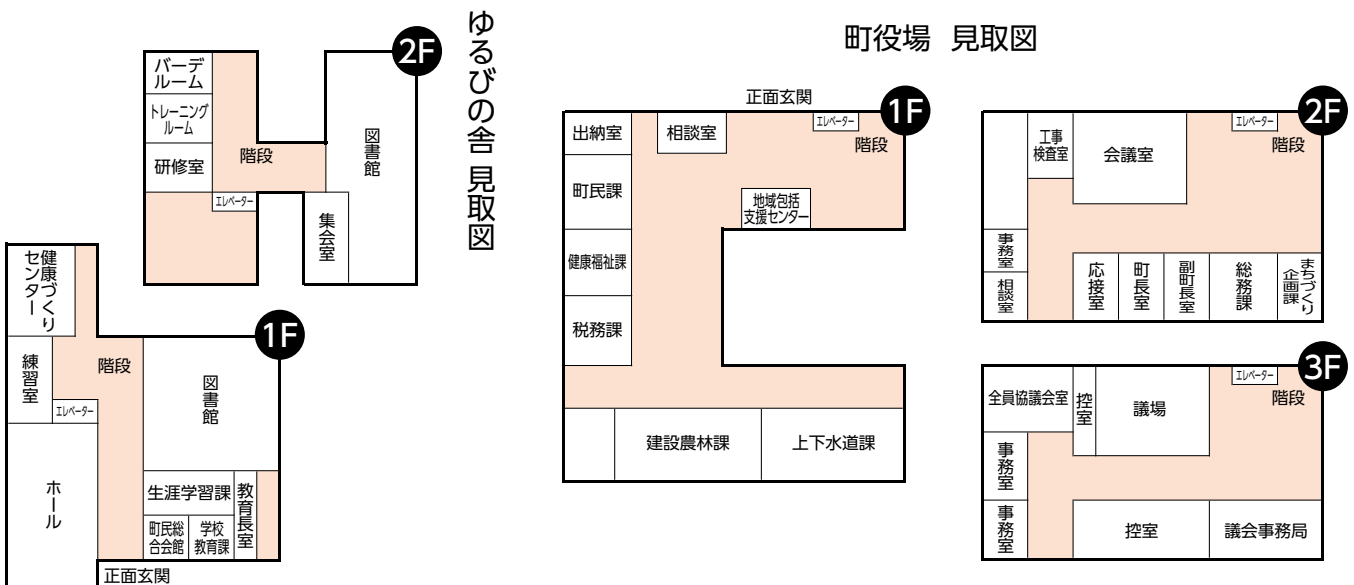 ゆるびの舎 見取図
2F
バーデ
ルーム
トレーニング
ルーム
研修室
階段
エレベーター
図書館
集会室
1F
健康づくり
センター
練習室
階段
エレベーター
図書館
ホール
生涯学習課
教育長室
町民総
合会館
学校
教育課
正面玄関
町役場 見取図
正面玄関
1F
出納室
相談室
エレベーター
階段
町民課
地域包括
支援センター
健康福祉課
税務課
建設農林課
上下水道課
2F
工事
検査室
会議室
エレベーター
階段
事務室
相談室
応接室
町長室
副町長室
総務課
まちづくり
企画課
3F
全員協議会室
控室
議場
エレベーター
階段
事務室
事務室
控室
議会事務局